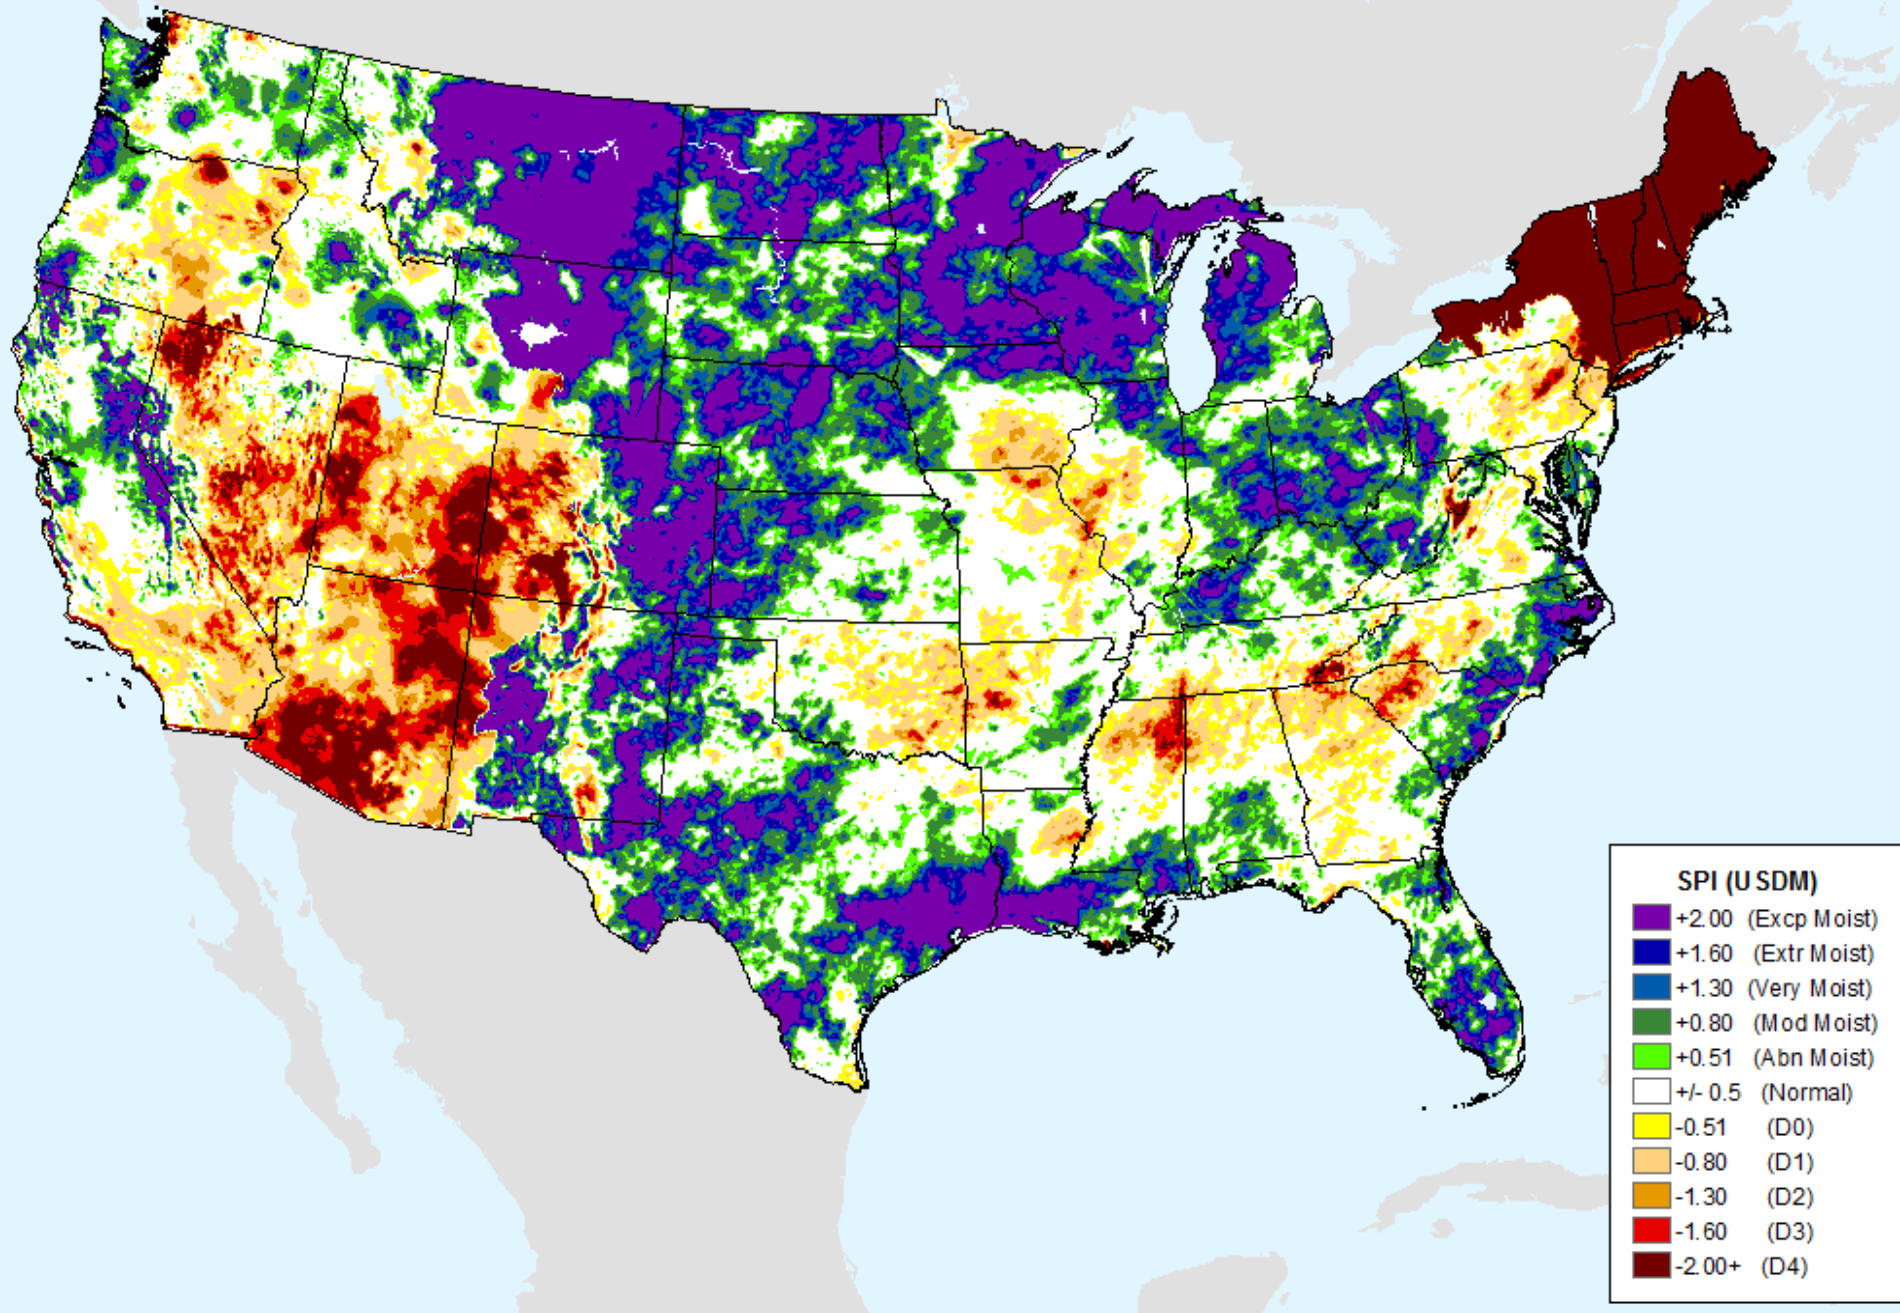 SPI (USDM)
+2.00 (Excp Moist)
+1.60 (Extr Moist)
+1.30 (Very Moist)
+0.80 (Mod Moist)
+0.51 (Abn Moist)
+/- 0.5 (Normal)
-0.51 (D0)
-0.80 (D1)
-1.30 (D2)
-1.60 (D3)
-2.00+ (D4)